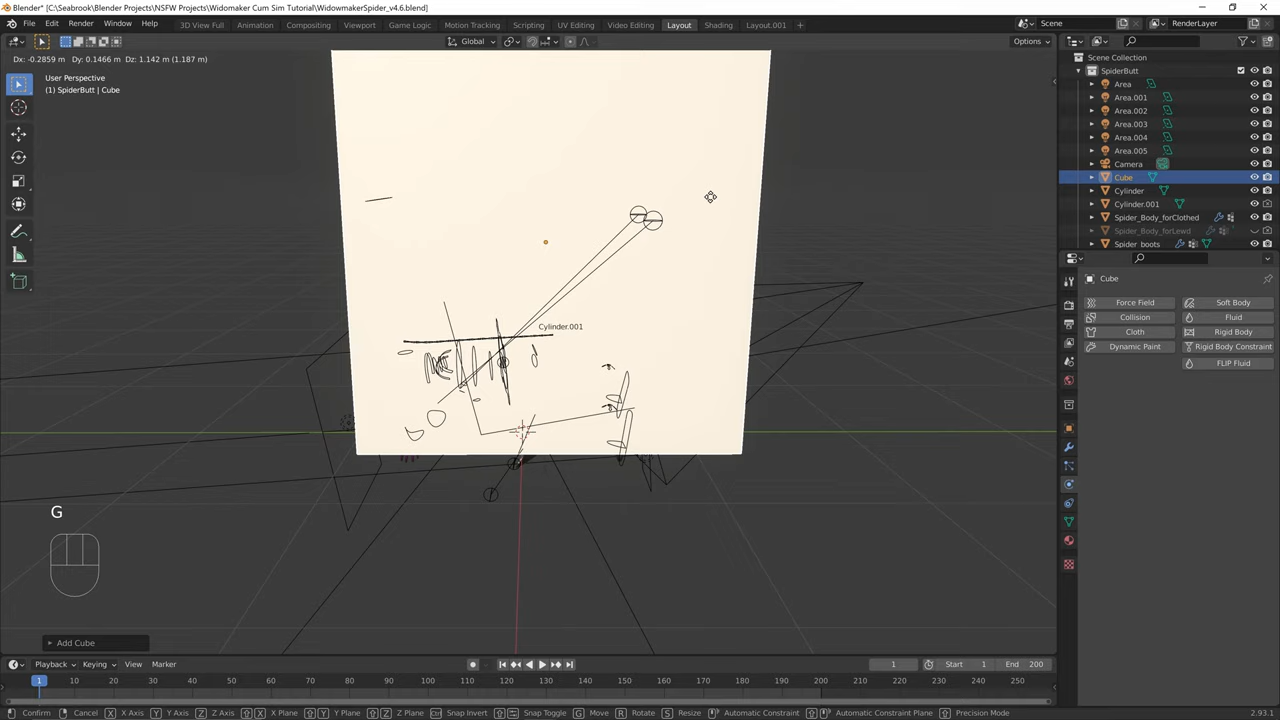 Blender* [C:\Seabrook\Blender Projects\NSFW Projects\Widomaker Cum Sim Tutorial\WidowmakerSpider_v4.6.blend]
File Edit Render Window Help 3D View Full Animation Compositing Game Logic Motion Tracking Scripting UV Editing Video Editing Layout Shading Layout.001 + Scene RenderLayer
Global Options
Dx: -0.2859 m Dy: 0.1466 m Dz: 1.142 m (1.187 m)
User Perspective
(1) SpiderButt | Cube
Scene Collection
SpiderButt
Area
Area.001
Area.002
Area.003
Area.004
Area.005
Camera
Cube
Cylinder
Cylinder.001
Spider_Body_forClothed
Spider_Body_forLewd
Spider_boots
Cube
Force Field Soft Body
Collision Fluid
Cloth Rigid Body
Dynamic Paint Rigid Body Constraint
FLIP Fluid
Cylinder.001
G
Add Cube
Playback Keying View Marker 1 Start 1 End 200
1 10 20 30 40 50 60 70 80 90 100 110 120 130 140 150 160 170 180 190 200 210 220 230 240 250
Confirm Cancel X X Axis Y Y Axis Z Z Axis X X Plane Y Y Plane Z Z Plane Snap Invert Snap Toggle G Move R Rotate S Resize Automatic Constraint Automatic Constraint Plane Precision Mode 2.93.1